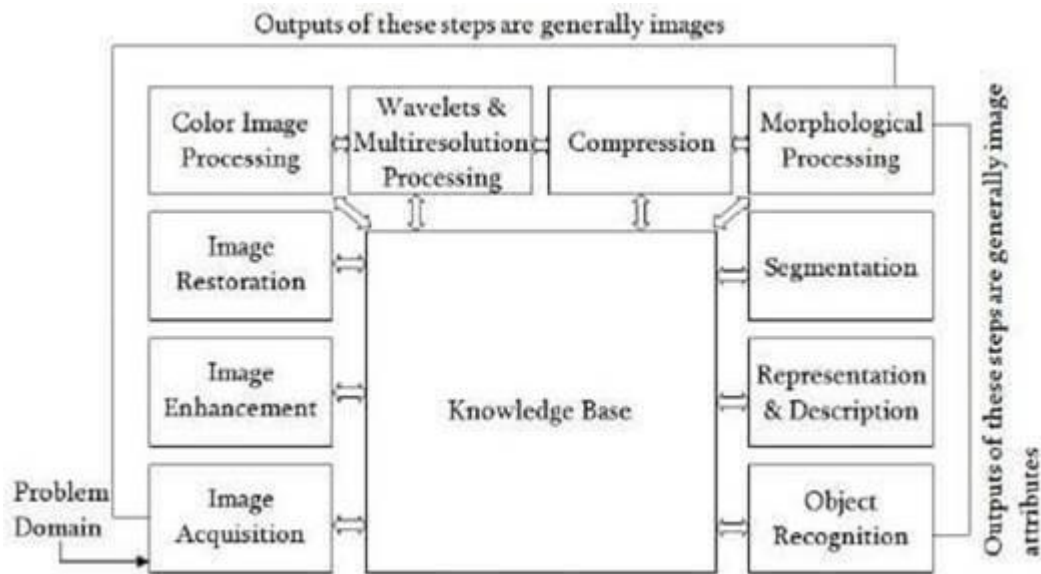 Outputs of these steps are generally images
Color Image
Processing
Wavelets &
Multiresolution
Processing
Compression
Morphological
Processing
Image
Restoration
Segmentation
Image
Enhancement
Knowledge Base
Representation
& Description
Problem
Domain
Image
Acquisition
Object
Recognition
Outputs of these steps are generally image
attributes